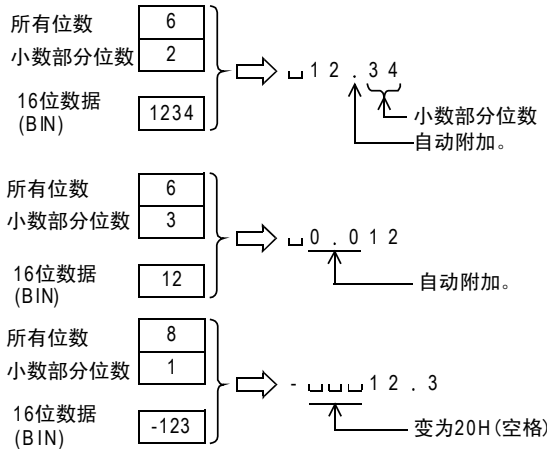 所有位数 6
小数部分位数 2
16位数据 1234
(BIN)
␣12.34
小数部分位数
自动附加。
所有位数 6
小数部分位数 3
16位数据 12
(BIN)
␣0.012
自动附加。
所有位数 8
小数部分位数 1
16位数据 -123
(BIN)
-␣␣␣12.3
变为20H(空格)